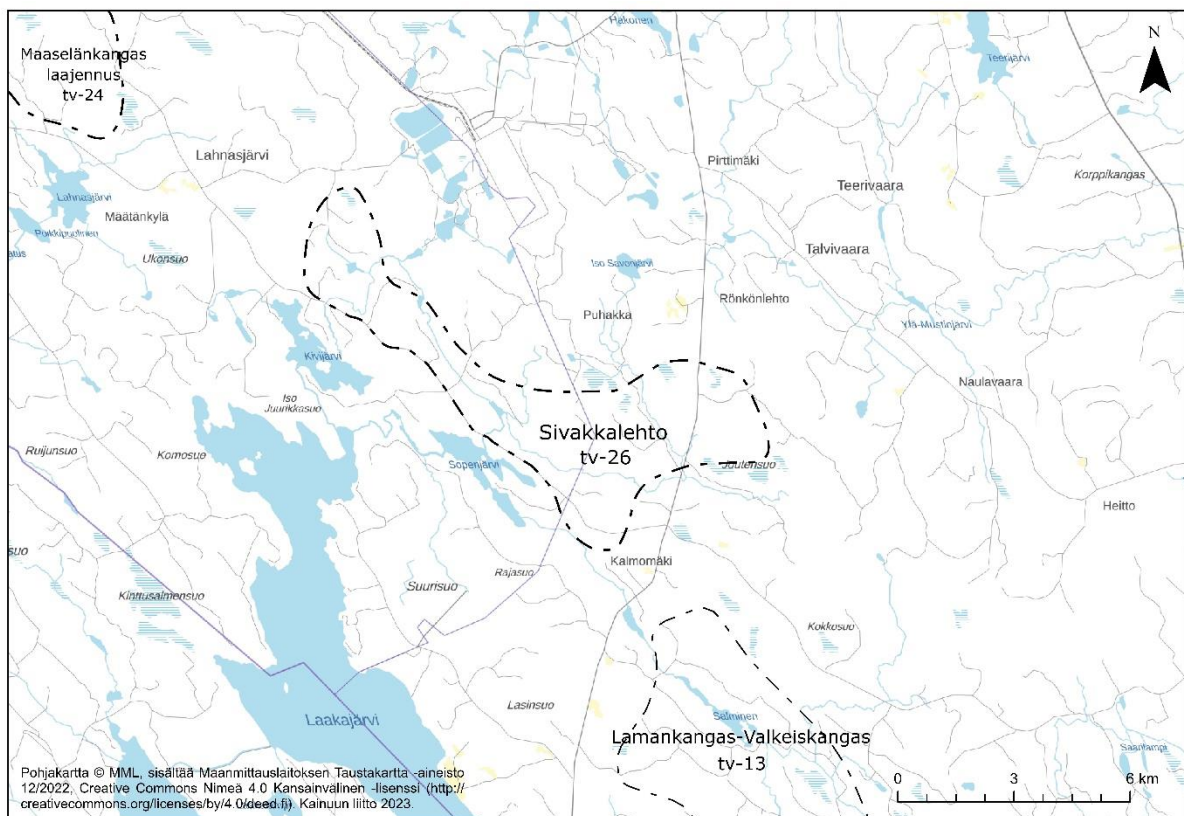 Hakonen
N
Maaselänkangas
laajennus
tv-24
Teerijärvi
Lahnasjärvi
Pirttimäki
Korppikangas
Teerivaara
Lahnasjärvi
Määtänkylä
Poikkipuolinen
Talvivaara
Ukonsuo
Iso Savonjärvi
Rönkönlehto
Puhakka
Ylä-Mustinjärvi
Kivijärvi
Naulavaara
Iso
Juurikkasuo
Sivakkalehto
tv-26
Ruijunsuo
Komosuo
Sopenjärvi
Joutensuo
Heitto
Kalmomäki
Rajasuo
Suurisuo
Kinttusalmensuo
Kokkosuo
Lasinsuo
Laakajärvi
Salminen
Lamankangas-Valkeiskangas
tv-13
Saarilampi
Pohjakartta © MML, sisältää Maanmittauslaitoksen Taustakartta -aineisto
12/2022, Creative Commons Nimeä 4.0 Kansainvälinen -lisenssi (http://
creativecommons.org/licenses/by/4.0/deed.fi). Kainuun liitto 2023.
0 3 6 km